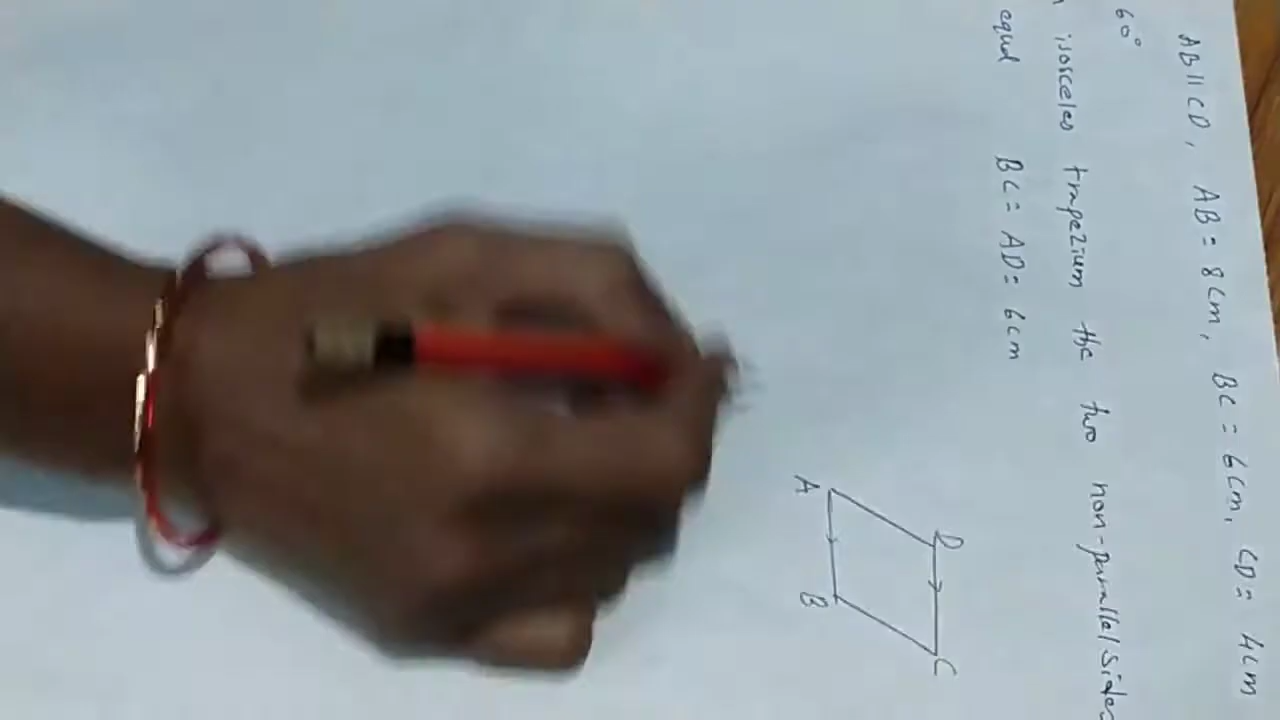 AB || CD, AB = 8cm, BC = 6cm, CD = 4cm
60°
isosceles trapezium the two non-parallel sides
equal BC = AD = 6cm
D C
A B